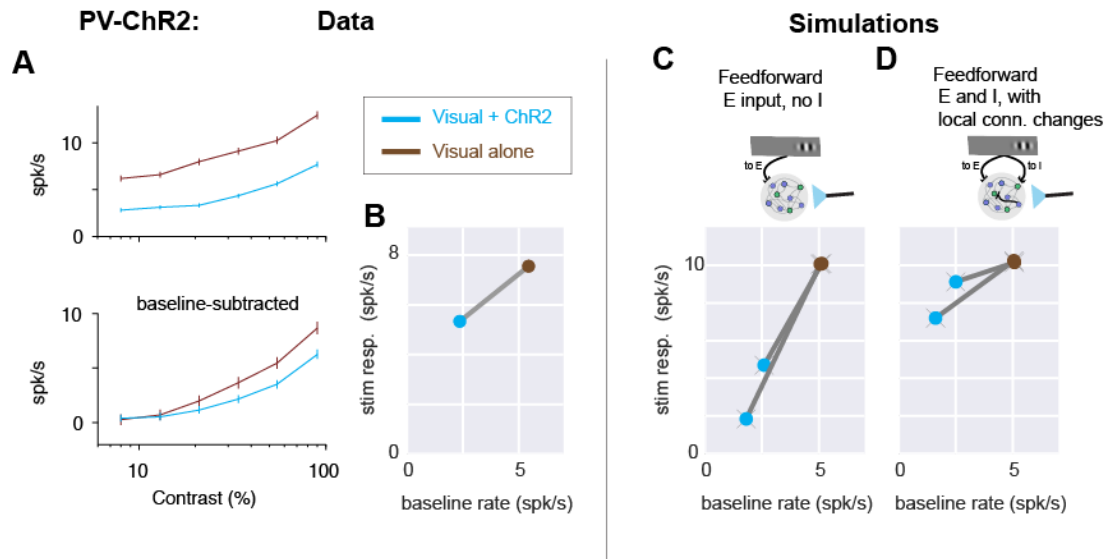 PV-ChR2: Data
Simulations
A
10
spk/s
0
Visual + ChR2
Visual alone
baseline-subtracted
10
spk/s
0
10 100
Contrast (%)
B
8
stim resp. (spk/s)
0
0 5
baseline rate (spk/s)
C
Feedforward
E input, no I
to E
10
stim resp. (spk/s)
0
0 5
baseline rate (spk/s)
D
Feedforward
E and I, with
local conn. changes
to E to I
10
0
0 5
baseline rate (spk/s)